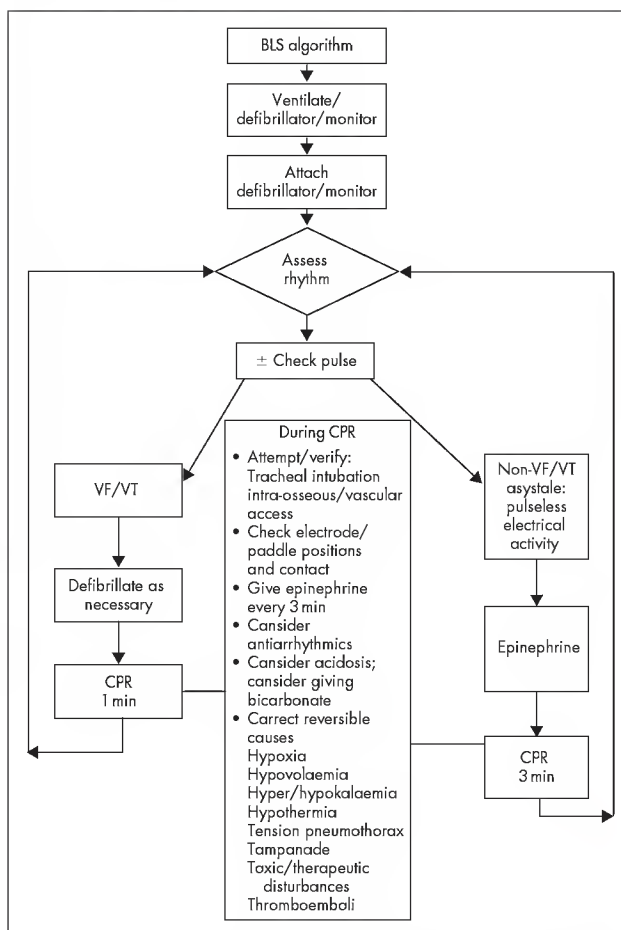 BLS algorithm
Ventilate/
defibrillator/monitor
Attach
defibrillator/monitor
Assess
rhythm
± Check pulse
VF/VT
Defibrillate as
necessary
CPR
1 min
During CPR
• Attempt/verify:
Tracheal intubation
intra-osseous/vascular
access
• Check electrode/
paddle positions
and contact
• Give epinephrine
every 3 min
• Cansider
antiarrhythmics
• Cansider acidosis;
cansider giving
bicarbonate
• Carrect reversible
causes
Hypoxia
Hypovolaemia
Hyper/hypokalaemia
Hypothermia
Tension pneumothorax
Tampanade
Taxic/therapeutic
disturbances
Thromboembali
Non-VF/VT
asystale:
pulseless
electrical
activity
Epinephrine
CPR
3 min